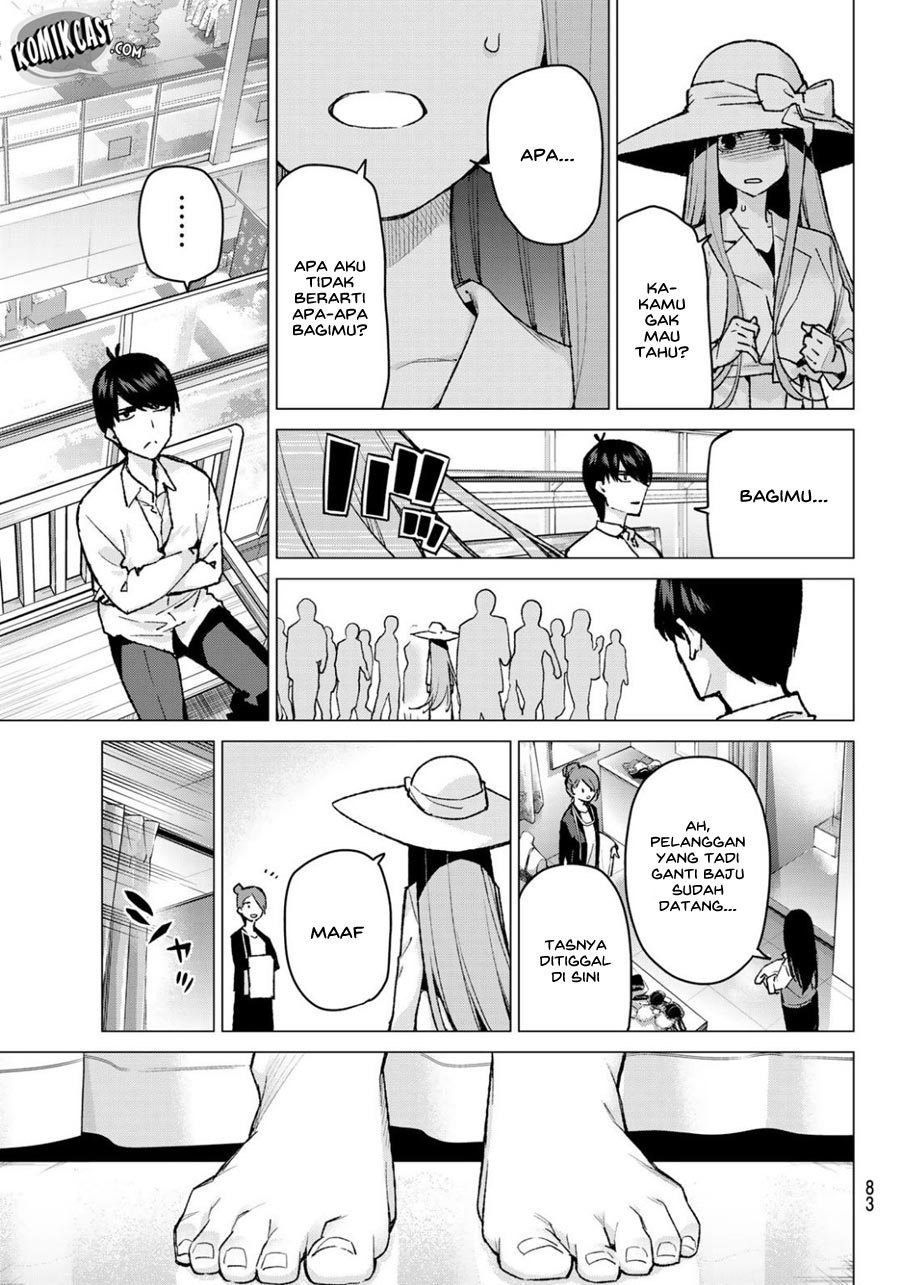 KOMIKCAST
.COM
KA-
KAMU
GAK
MAU
TAHU?
APA...
APA AKU
TIDAK
BERARTI
APA-APA
BAGIMU?
......
BAGIMU...
AH,
PELANGGAN
YANG TADI
GANTI BAJU
SUDAH
DATANG...
TASNYA
DITIGGAL
DI SINI
MAAF
83